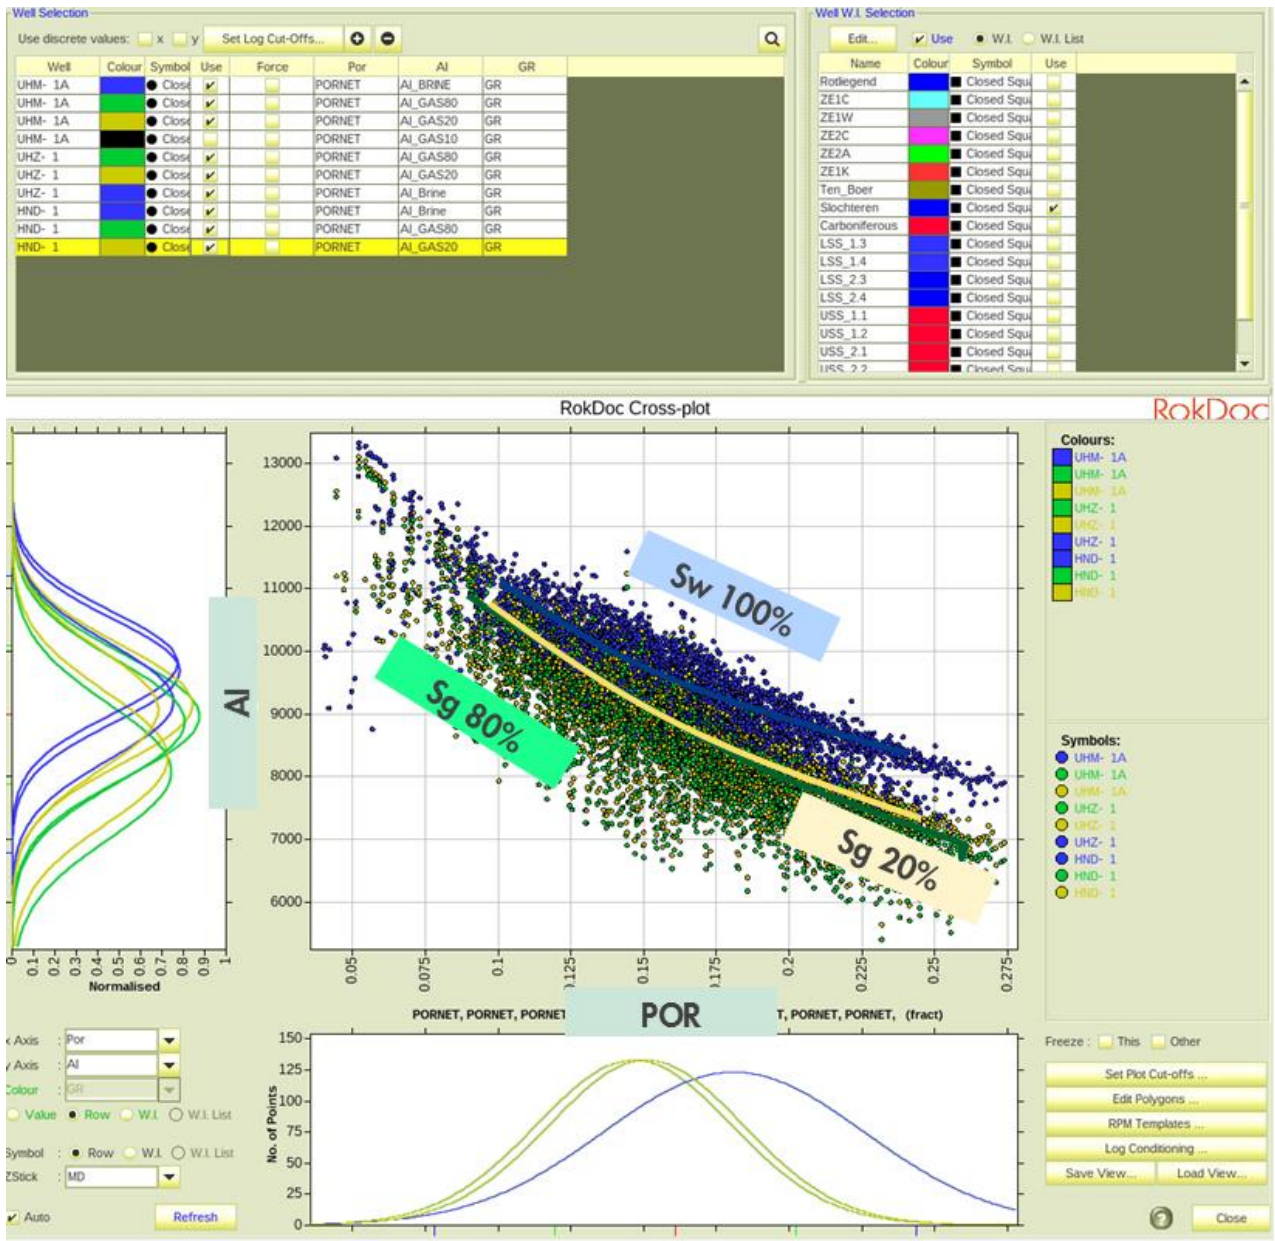 Well Selection
Use discrete values: x y Set Log Cut-Offs...
Well Colour Symbol Use Force Por AI GR
UHM- 1A Close PORNET AI_BRINE GR
UHM- 1A Close PORNET AI_GAS80 GR
UHM- 1A Close PORNET AI_GAS20 GR
UHM- 1A Close PORNET AI_GAS10 GR
UHZ- 1 Close PORNET AI_GAS80 GR
UHZ- 1 Close PORNET AI_GAS20 GR
UHZ- 1 Close PORNET AI_Brine GR
HND- 1 Close PORNET AI_Brine GR
HND- 1 Close PORNET AI_GAS80 GR
HND- 1 Close PORNET AI_GAS20 GR
Well W.I. Selection
Edit... Use W.I. W.I. List
Name Colour Symbol Use
Rotliegend Closed Squ
ZE1C Closed Squ
ZE1W Closed Squ
ZE2C Closed Squ
ZE2A Closed Squ
ZE1K Closed Squ
Ten_Boer Closed Squ
Slochteren Closed Squ
Carboniferous Closed Squ
LSS_1.3 Closed Squ
LSS_1.4 Closed Squ
LSS_2.3 Closed Squ
LSS_2.4 Closed Squ
USS_1.1 Closed Squ
USS_1.2 Closed Squ
USS_2.1 Closed Squ
USS_2.2 Closed Squ
RokDoc Cross-plot
RokDoc
13000
12000
11000
10000
9000
8000
7000
6000
AI
Sw 100%
Sg 80%
Sg 20%
0 0.1 0.2 0.3 0.4 0.5 0.6 0.7 0.8 0.9 1
Normalised
0.05 0.075 0.1 0.125 0.15 0.175 0.2 0.225 0.25 0.275
PORNET, PORNET, PORNET
POR
T, PORNET, PORNET, (fract)
Colours:
UHM- 1A
UHM- 1A
UHM- 1A
UHZ- 1
UHZ- 1
UHZ- 1
HND- 1
HND- 1
HND- 1
Symbols:
UHM- 1A
UHM- 1A
UHM- 1A
UHZ- 1
UHZ- 1
UHZ- 1
HND- 1
HND- 1
HND- 1
x Axis : Por
y Axis : AI
Colour : GR
Value Row W.I. W.I. List
Symbol : Row W.I. W.I. List
ZStick : MD
Auto Refresh
150
125
100
75
50
25
0
No. of Points
Freeze : This Other
Set Plot Cut-offs ...
Edit Polygons ...
RPM Templates ...
Log Conditioning ...
Save View... Load View...
? Close